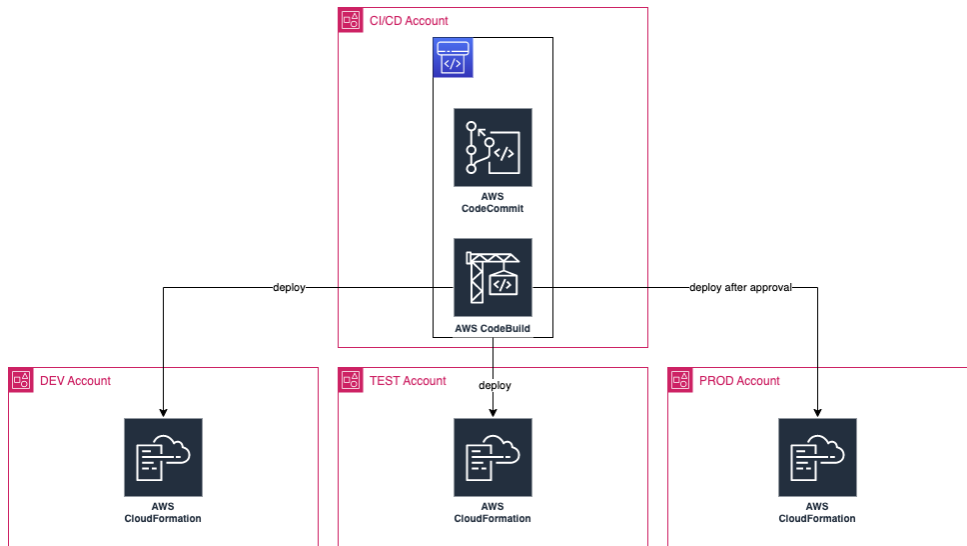 CI/CD Account
AWS
CodeCommit
AWS CodeBuild
deploy
deploy after approval
DEV Account
TEST Account
deploy
PROD Account
AWS
CloudFormation
AWS
CloudFormation
AWS
CloudFormation